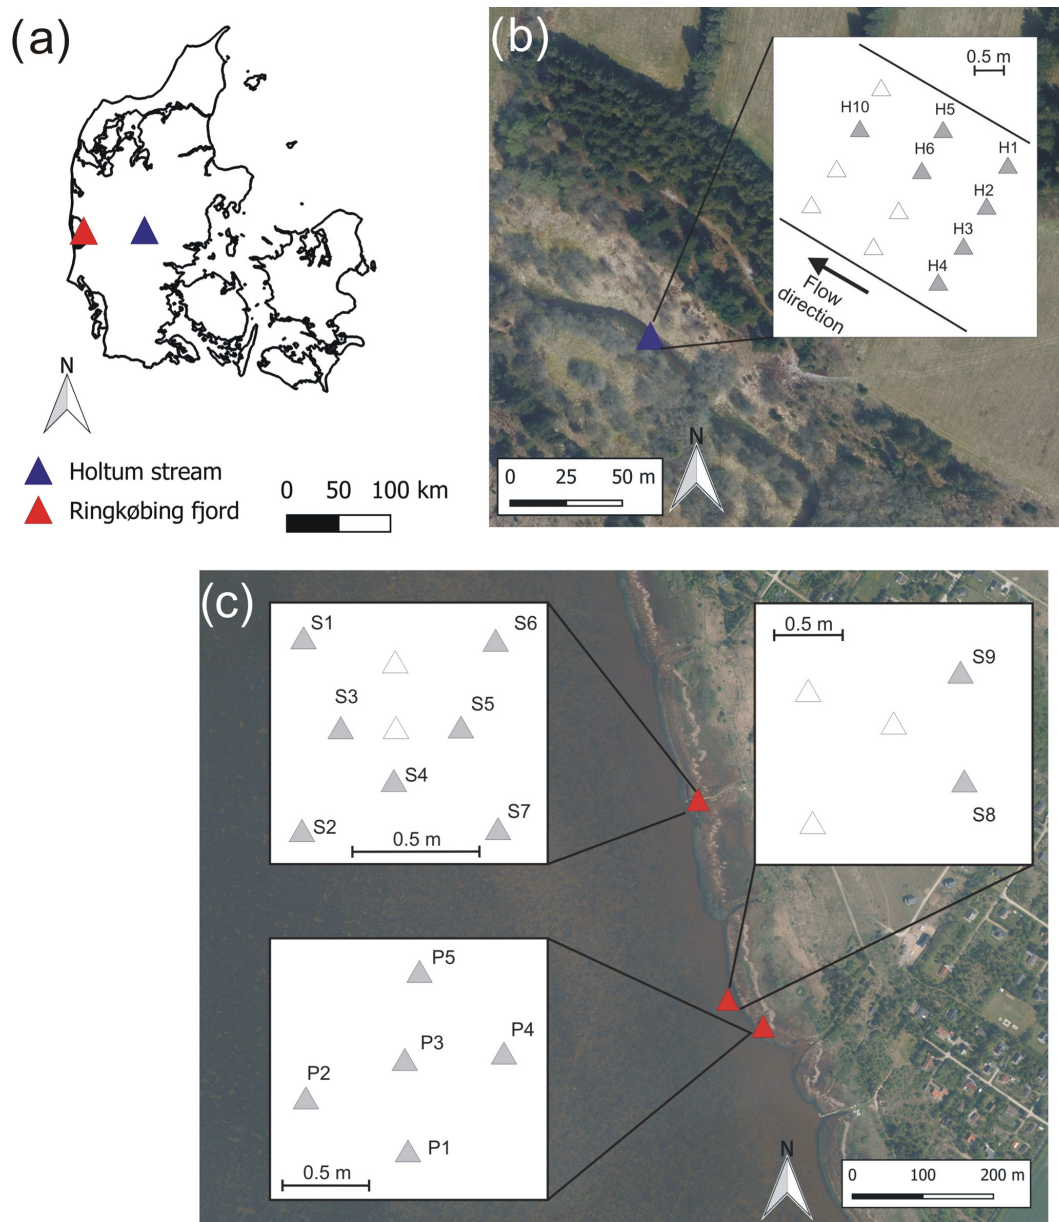 (a)
N
Holtum stream
Ringkøbing fjord
0 50 100 km
(b)
0.5 m
H10
H5
H6
H1
H2
H3
H4
Flow
direction
N
0 25 50 m
(c)
S1
S6
S3
S5
S4
S2
S7
0.5 m
0.5 m
S9
S8
P5
P3
P4
P2
P1
0.5 m
N
0 100 200 m